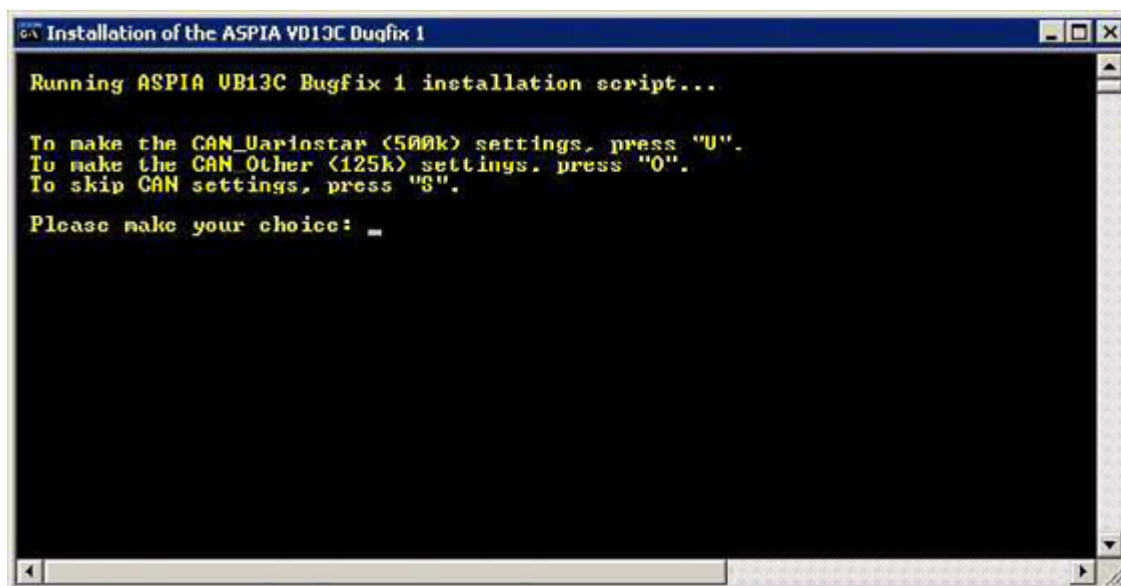 Installation of the ASPIA VB13C Bugfix 1
Running ASPIA VB13C Bugfix 1 installation script...
To make the CAN_Variostar (500k) settings, press "V".
To make the CAN_Other (125k) settings, press "O".
To skip CAN settings, press "S".
Please make your choice: